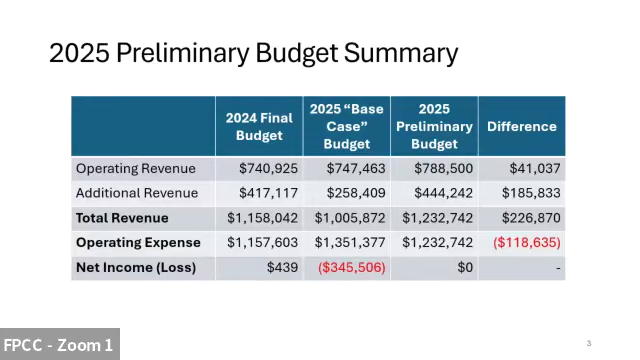 2025 Preliminary Budget Summary
2024 Final Budget | 2025 “Base Case” Budget | 2025 Preliminary Budget | Difference
Operating Revenue $740,925 $747,463 $788,500 $41,037
Additional Revenue $417,117 $258,409 $444,242 $185,833
Total Revenue $1,158,042 $1,005,872 $1,232,742 $226,870
Operating Expense $1,157,603 $1,351,377 $1,232,742 ($118,635)
Net Income (Loss) $439 ($345,506) $0 -
FPCC - Zoom 1
3